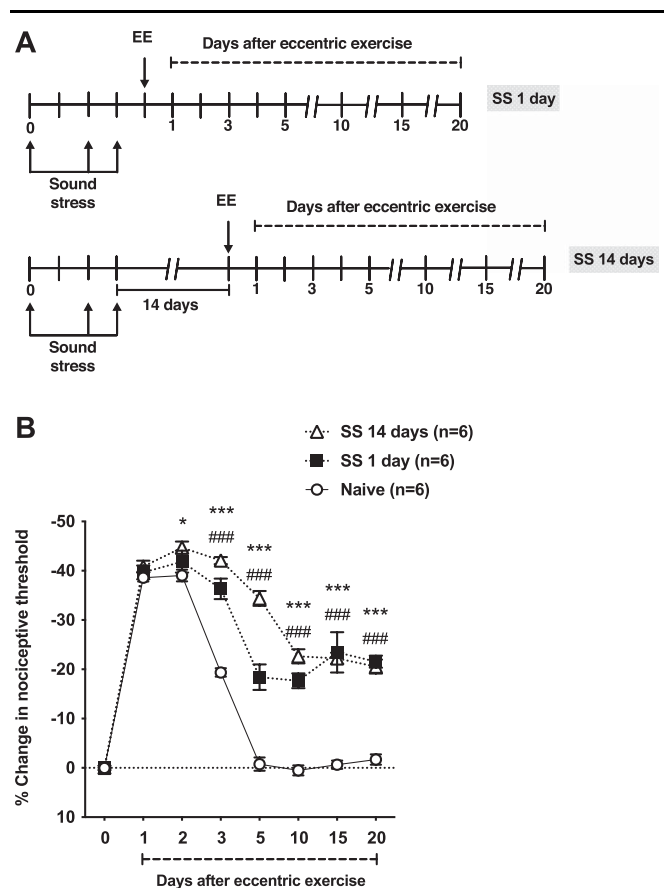 A
EE
Days after eccentric exercise
SS 1 day
0 1 3 5 10 15 20
Sound
stress
EE
Days after eccentric exercise
SS 14 days
0 1 3 5 10 15 20
14 days
Sound
stress
B
SS 14 days (n=6)
SS 1 day (n=6)
Naive (n=6)
% Change in nociceptive threshold
-50
-40
-30
-20
-10
0
10
* *** *** *** *** ***
### ### ### ### ###
0 1 2 3 5 10 15 20
Days after eccentric exercise